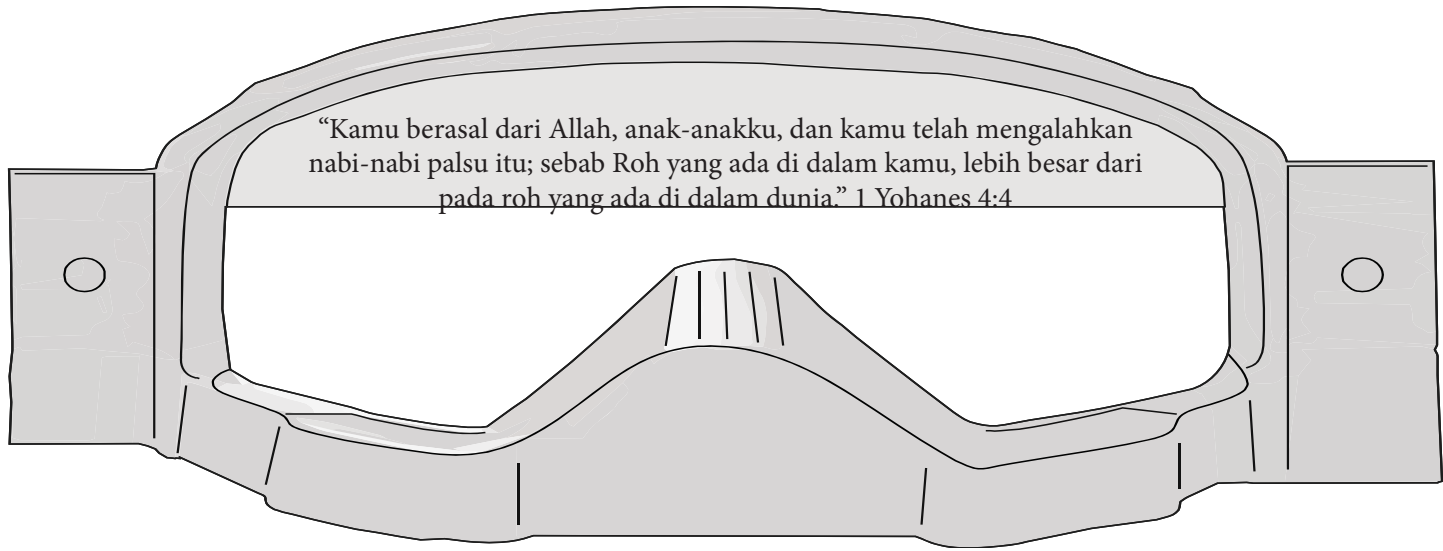 “Kamu berasal dari Allah, anak-anakku, dan kamu telah mengalahkan
nabi-nabi palsu itu; sebab Roh yang ada di dalam kamu, lebih besar dari
pada roh yang ada di dalam dunia.” 1 Yohanes 4:4